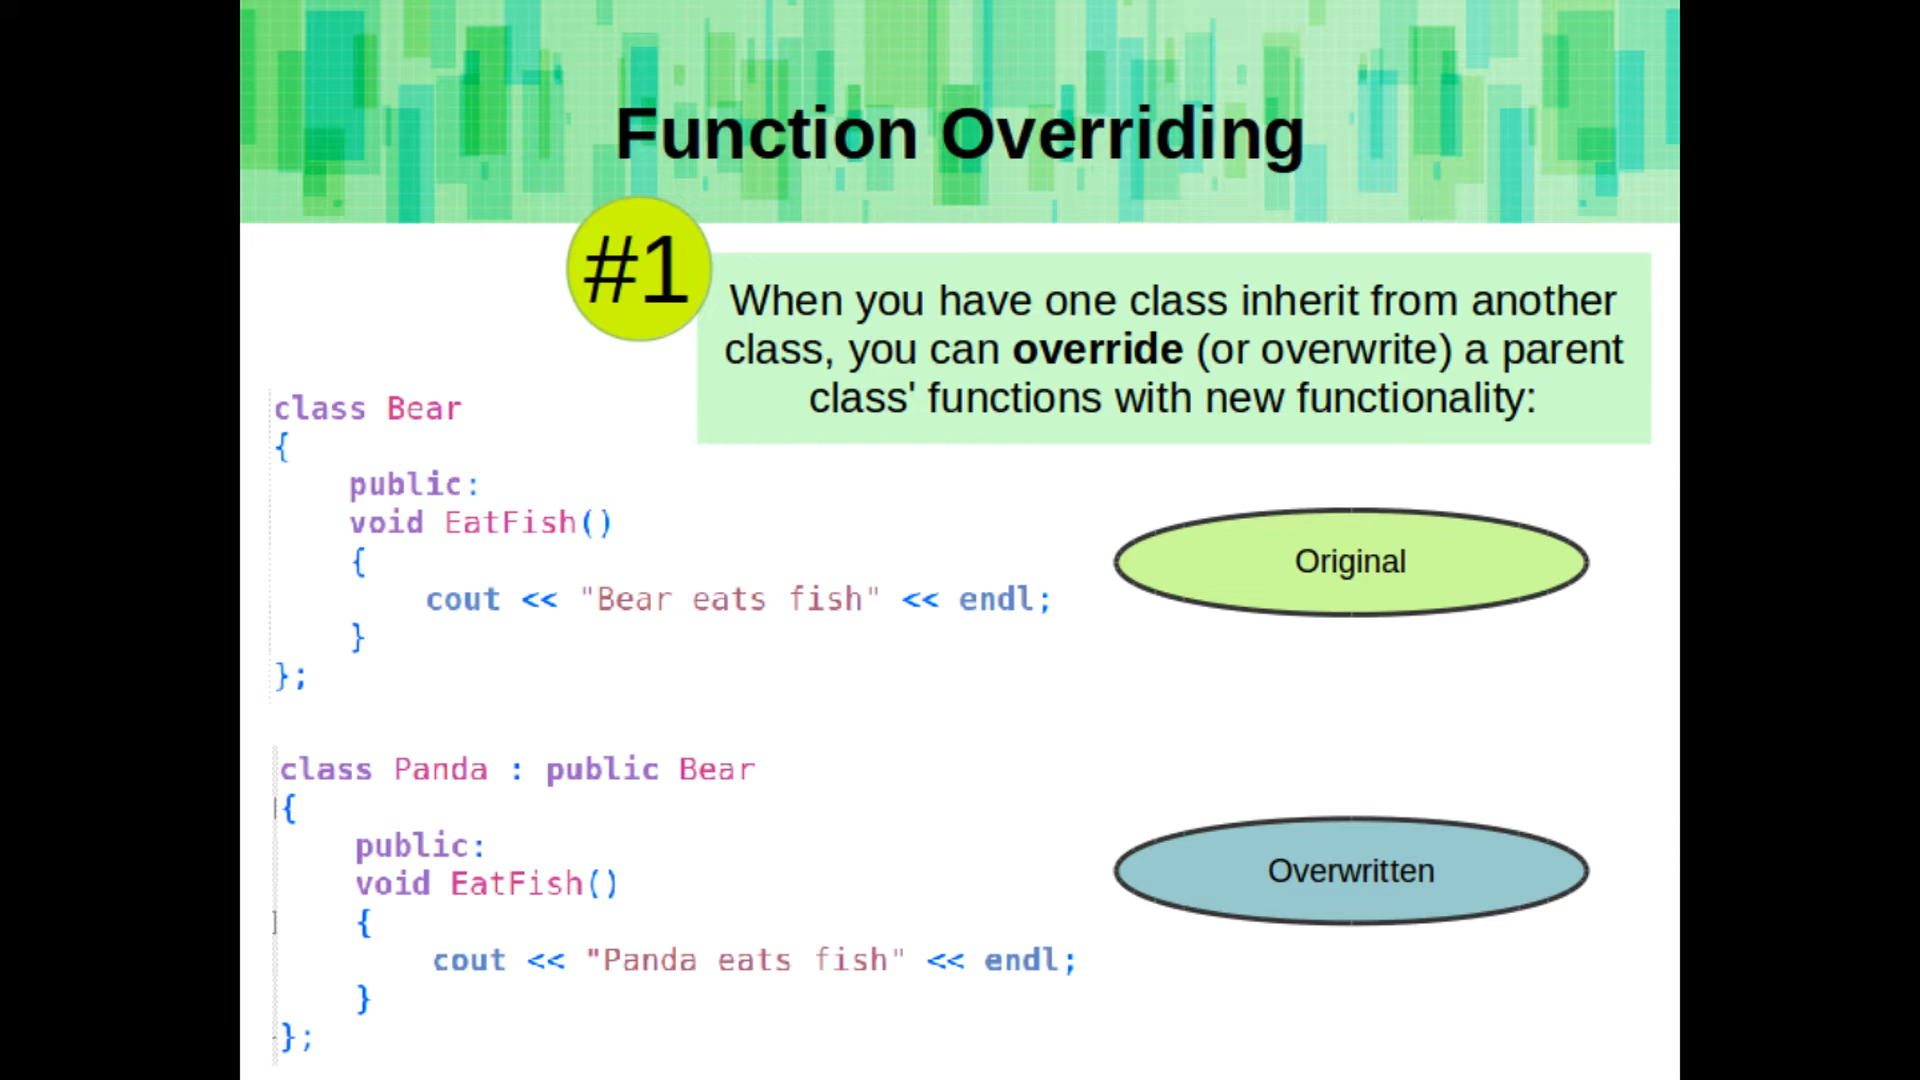 Function Overriding
#1
When you have one class inherit from another
class, you can override (or overwrite) a parent
class' functions with new functionality:
class Bear
{
    public:
    void EatFish()
    {
        cout << "Bear eats fish" << endl;
    }
};
Original
class Panda : public Bear
{
    public:
    void EatFish()
    {
        cout << "Panda eats fish" << endl;
    }
};
Overwritten